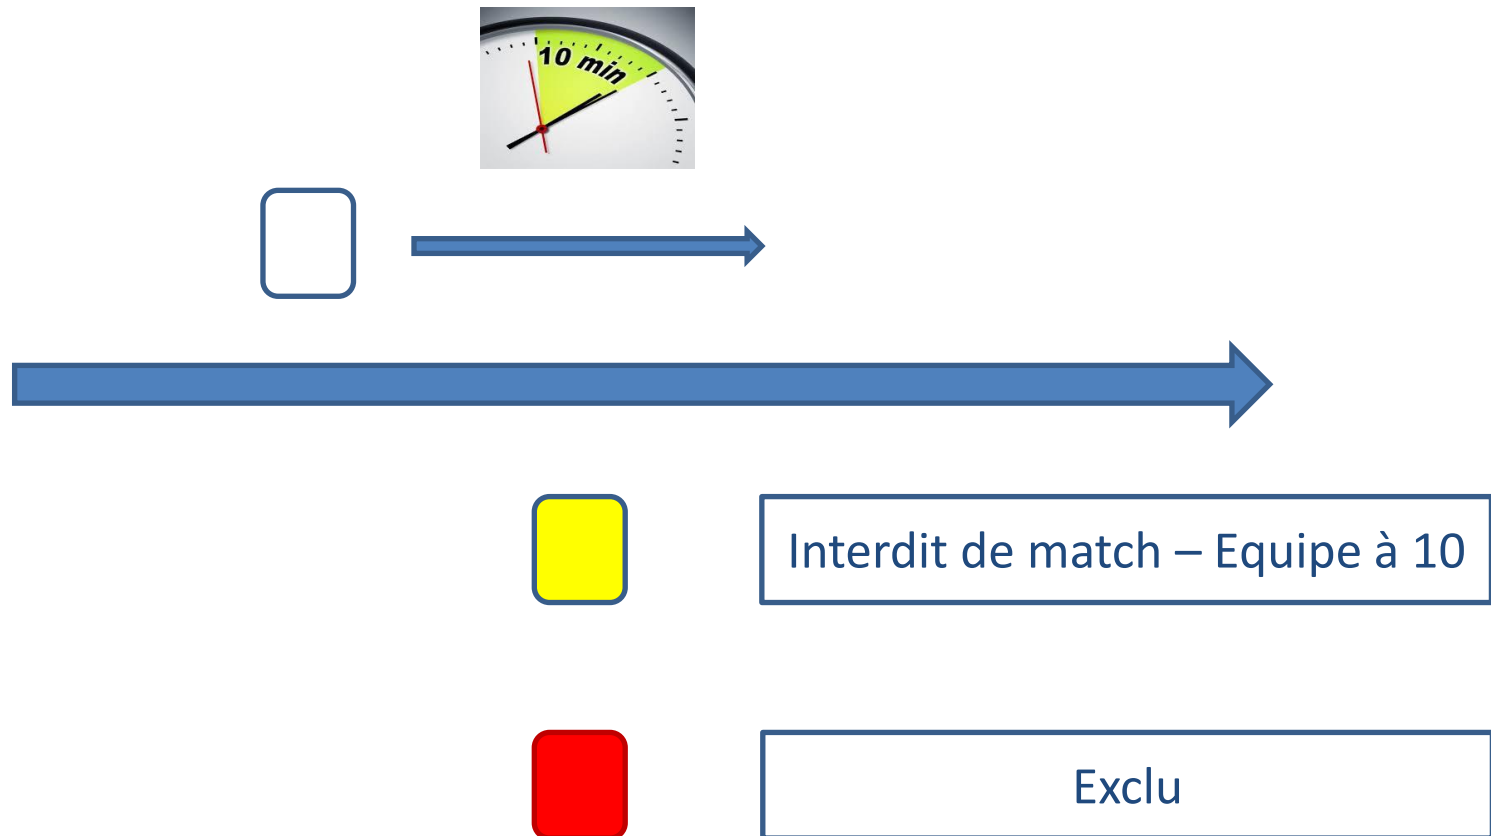 10 min
Interdit de match – Equipe à 10
Exclu